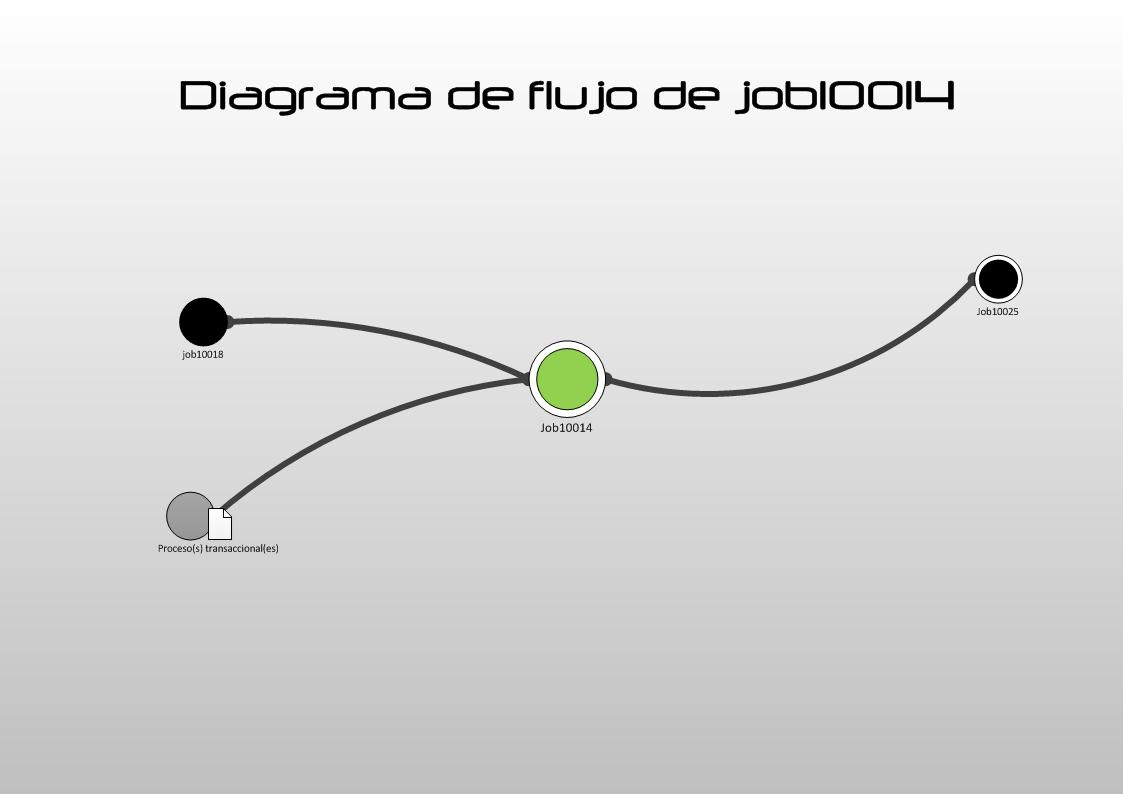 Diagrama de flujo de job10014
Job10025
job10018
Job10014
Proceso(s) transaccional(es)